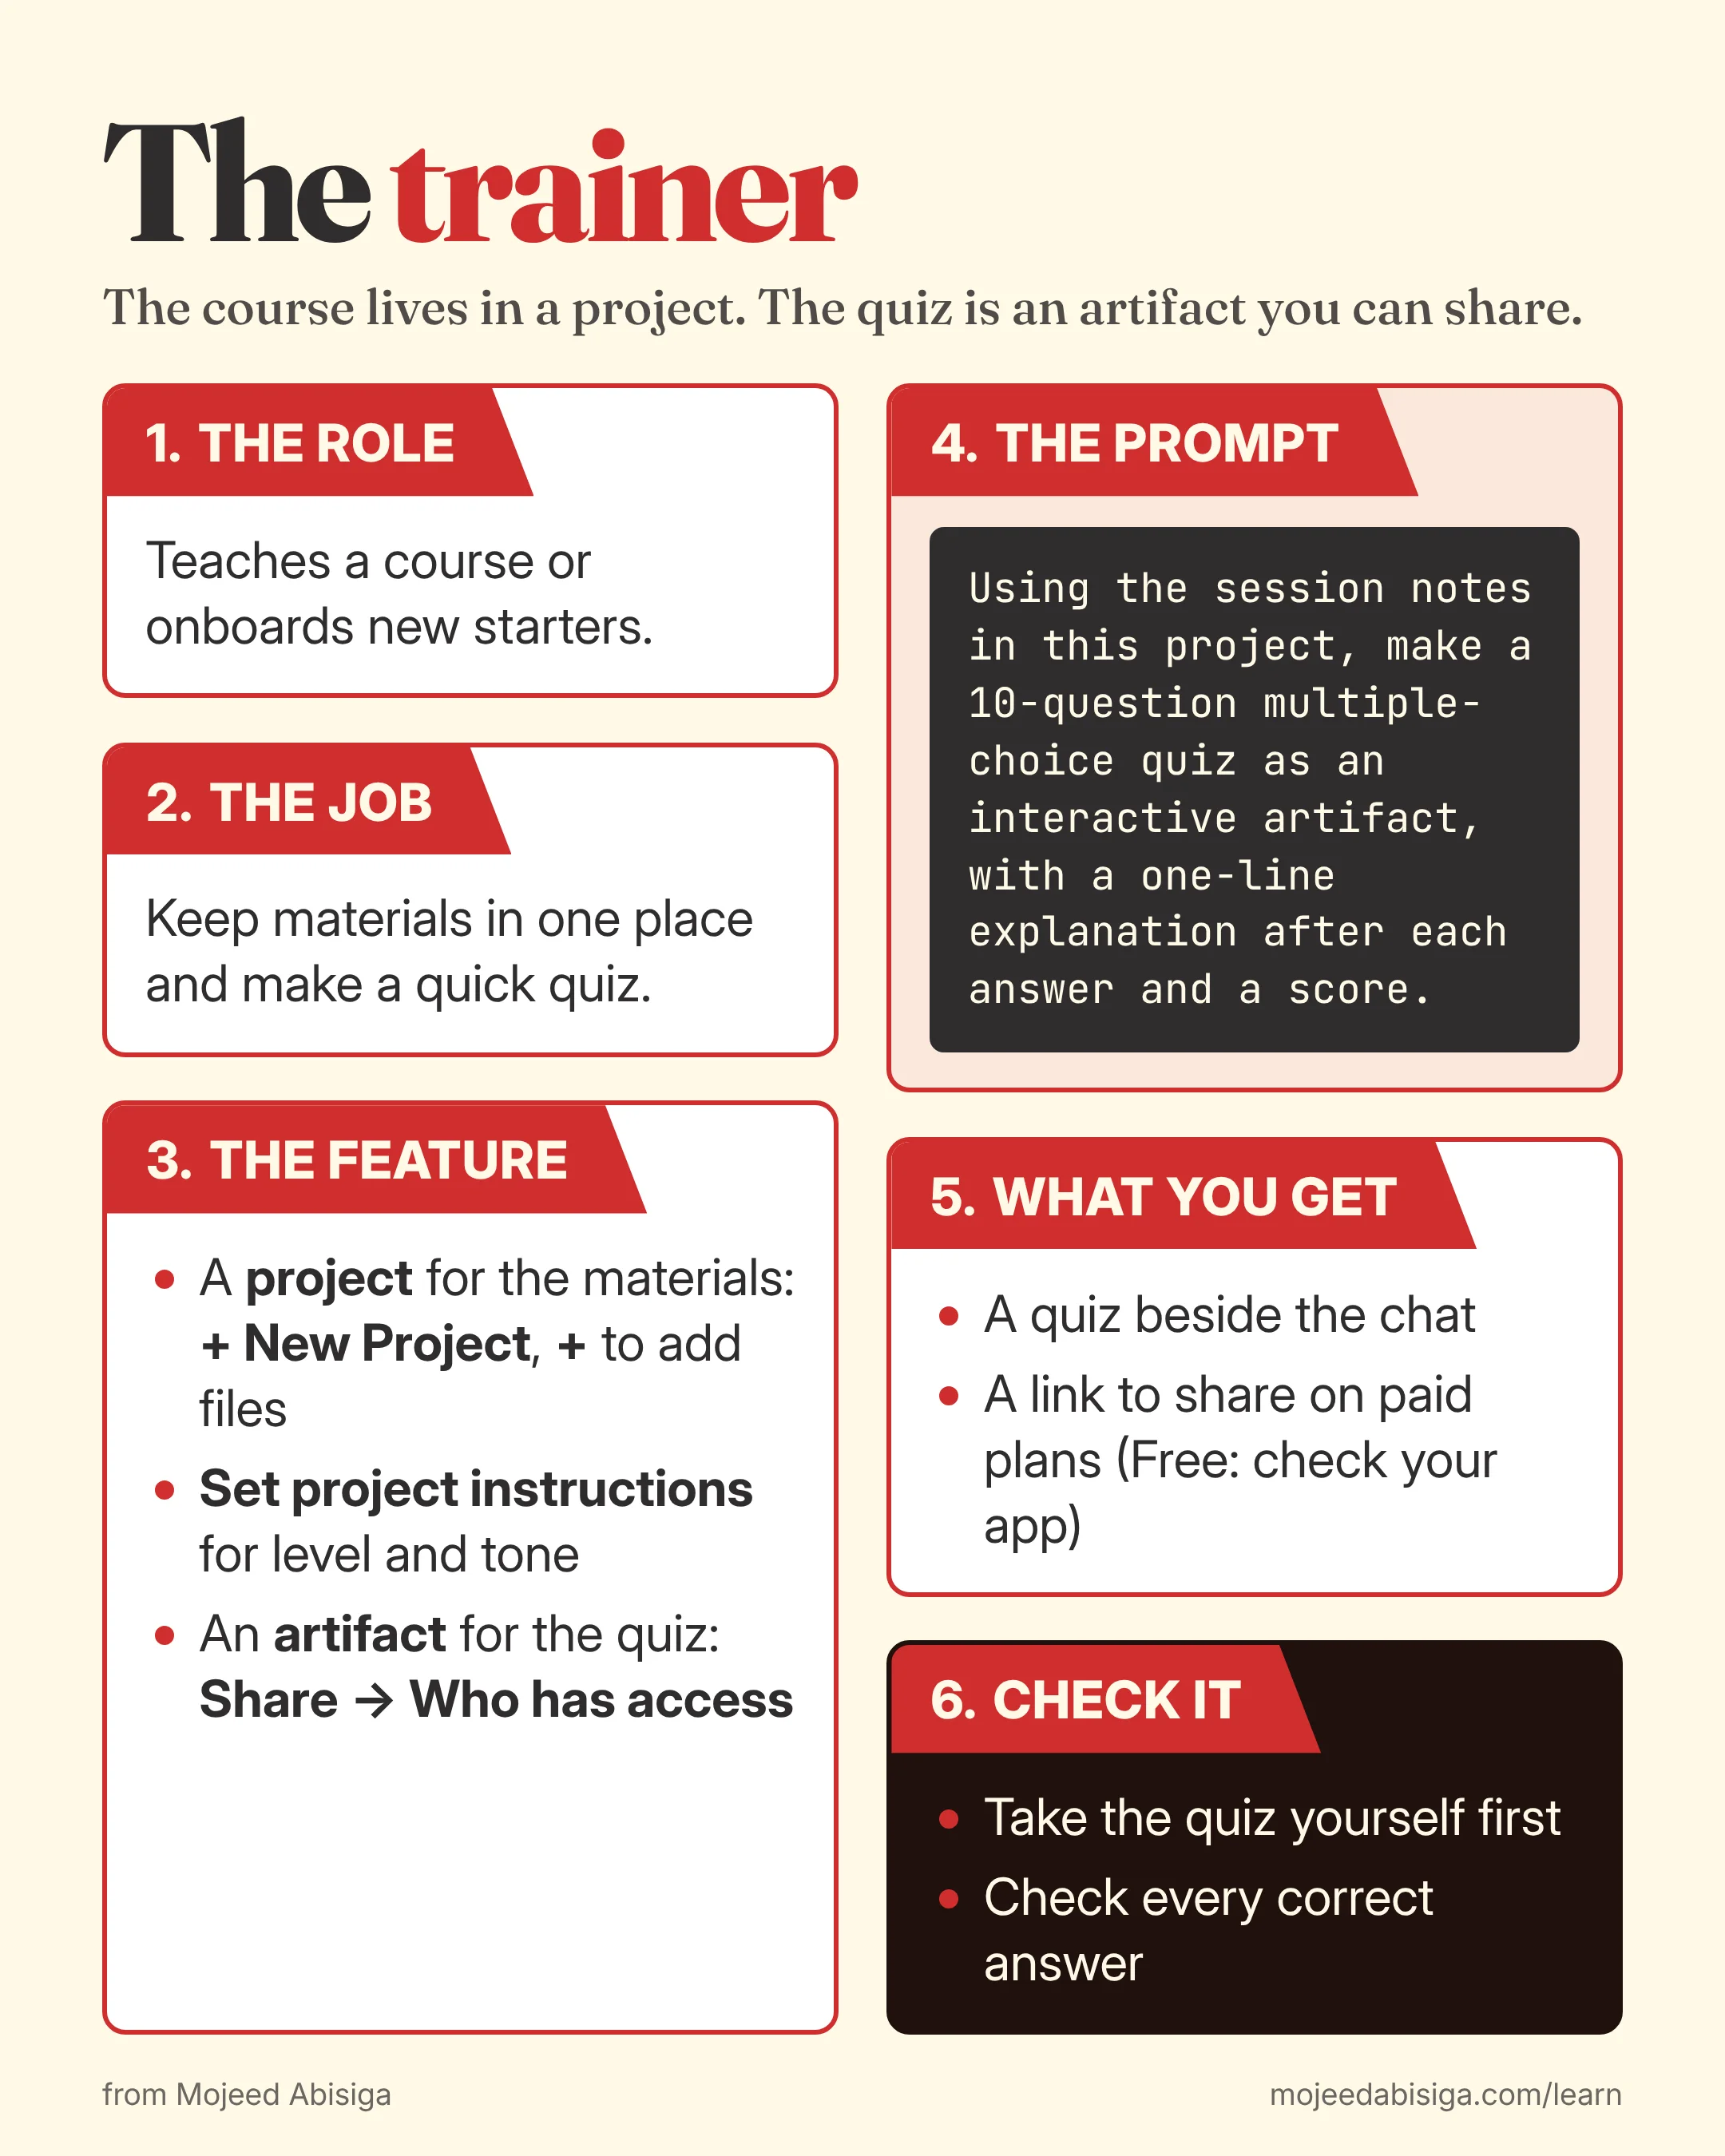 The trainer
The course lives in a project. The quiz is an artifact you can share.
1. THE ROLE
Teaches a course or
onboards new starters.
2. THE JOB
Keep materials in one place
and make a quick quiz.
3. THE FEATURE
• A project for the materials:
+ New Project, + to add
files
• Set project instructions
for level and tone
• An artifact for the quiz:
Share → Who has access
4. THE PROMPT
Using the session notes
in this project, make a
10-question multiple-
choice quiz as an
interactive artifact,
with a one-line
explanation after each
answer and a score.
5. WHAT YOU GET
• A quiz beside the chat
• A link to share on paid
plans (Free: check your
app)
6. CHECK IT
• Take the quiz yourself first
• Check every correct
answer
from Mojeed Abisiga
mojeedabisiga.com/learn